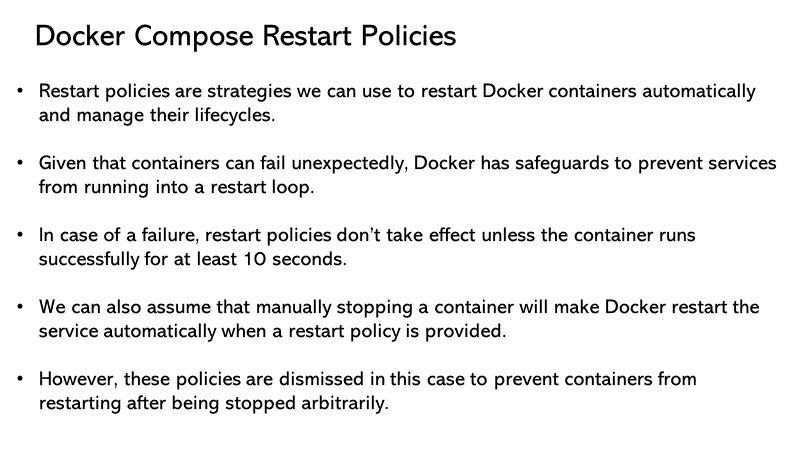 Docker Compose Restart Policies
• Restart policies are strategies we can use to restart Docker containers automatically
and manage their lifecycles.
• Given that containers can fail unexpectedly, Docker has safeguards to prevent services
from running into a restart loop.
• In case of a failure, restart policies don't take effect unless the container runs
successfully for at least 10 seconds.
• We can also assume that manually stopping a container will make Docker restart the
service automatically when a restart policy is provided.
• However, these policies are dismissed in this case to prevent containers from
restarting after being stopped arbitrarily.